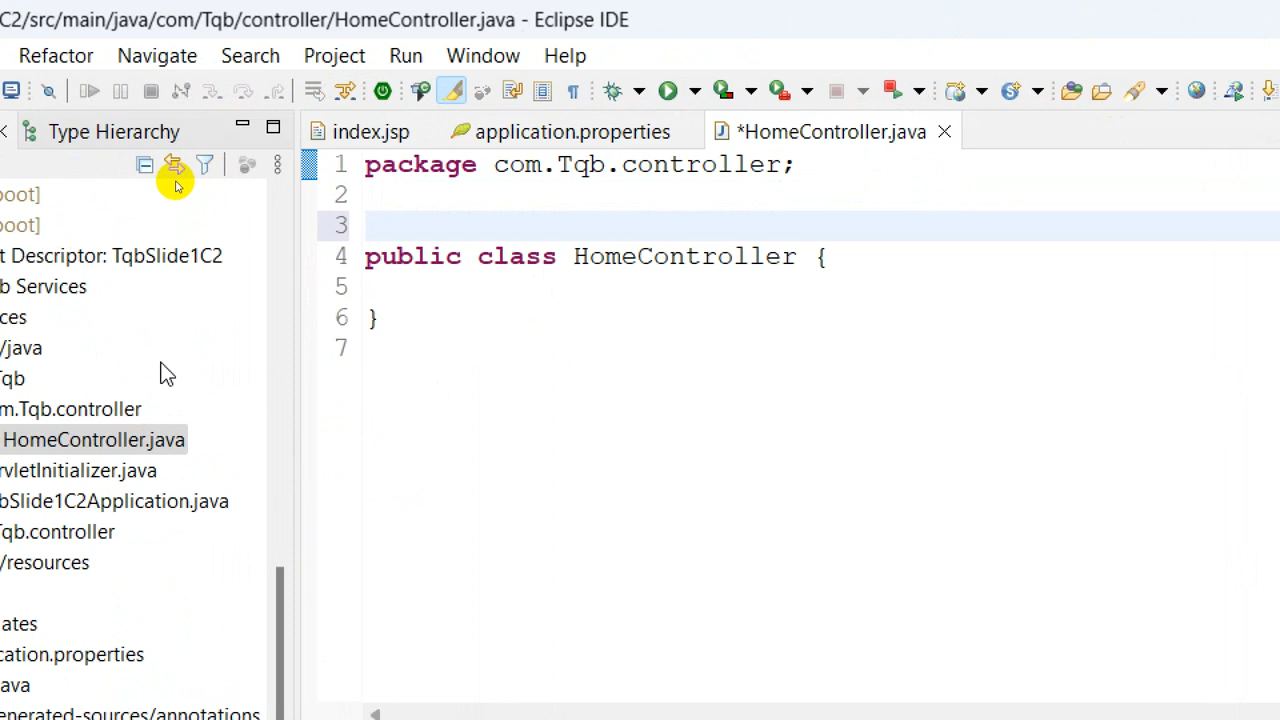 C2/src/main/java/com/Tqb/controller/HomeController.java - Eclipse IDE
Refactor Navigate Search Project Run Window Help
Type Hierarchy
index.jsp application.properties *HomeController.java
oot]
oot]
t Descriptor: TqbSlide1C2
b Services
ces
/java
qb
m.Tqb.controller
HomeController.java
rvletInitializer.java
bSlide1C2Application.java
qb.controller
/resources
ates
cation.properties
ava
enerated-sources/annotations
1 package com.Tqb.controller;
2
3
4 public class HomeController {
5
6 }
7